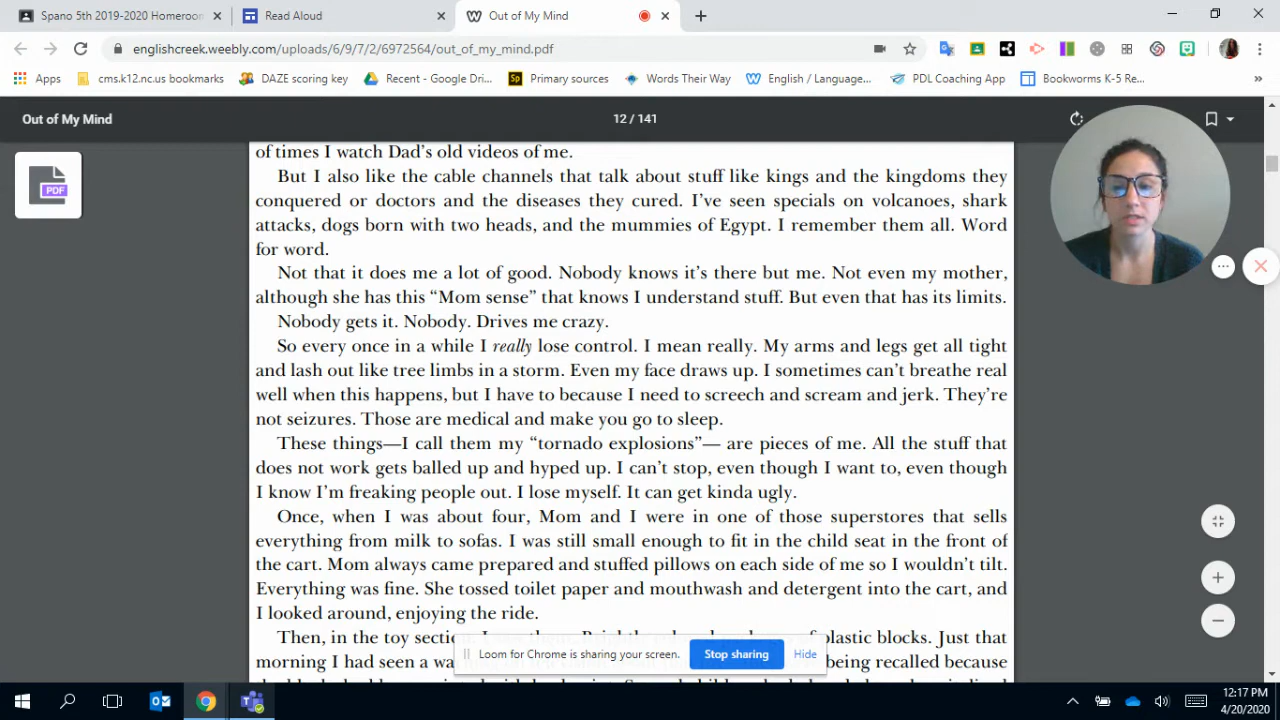 Spano 5th 2019-2020 Homeroom
Read Aloud
Out of My Mind
englishcreek.weebly.com/uploads/6/9/7/2/6972564/out_of_my_mind.pdf
Apps
cms.k12.nc.us bookmarks
DAZE scoring key
Recent - Google Dri...
Sp
Primary sources
Words Their Way
English / Language...
PDL Coaching App
Bookworms K-5 Re...
»
Out of My Mind
12 / 141
PDF
of times I watch Dad's old videos of me.
But I also like the cable channels that talk about stuff like kings and the kingdoms they
conquered or doctors and the diseases they cured. I've seen specials on volcanoes, shark
attacks, dogs born with two heads, and the mummies of Egypt. I remember them all. Word
for word.
Not that it does me a lot of good. Nobody knows it's there but me. Not even my mother,
although she has this “Mom sense” that knows I understand stuff. But even that has its limits.
Nobody gets it. Nobody. Drives me crazy.
So every once in a while I really lose control. I mean really. My arms and legs get all tight
and lash out like tree limbs in a storm. Even my face draws up. I sometimes can't breathe real
well when this happens, but I have to because I need to screech and scream and jerk. They're
not seizures. Those are medical and make you go to sleep.
These things—I call them my “tornado explosions”— are pieces of me. All the stuff that
does not work gets balled up and hyped up. I can't stop, even though I want to, even though
I know I'm freaking people out. I lose myself. It can get kinda ugly.
Once, when I was about four, Mom and I were in one of those superstores that sells
everything from milk to sofas. I was still small enough to fit in the child seat in the front of
the cart. Mom always came prepared and stuffed pillows on each side of me so I wouldn't tilt.
Everything was fine. She tossed toilet paper and mouthwash and detergent into the cart, and
I looked around, enjoying the ride.
Then, in the toy section, plastic blocks. Just that
morning I had seen a being recalled because
Loom for Chrome is sharing your screen.
Stop sharing
Hide
12:17 PM
4/20/2020